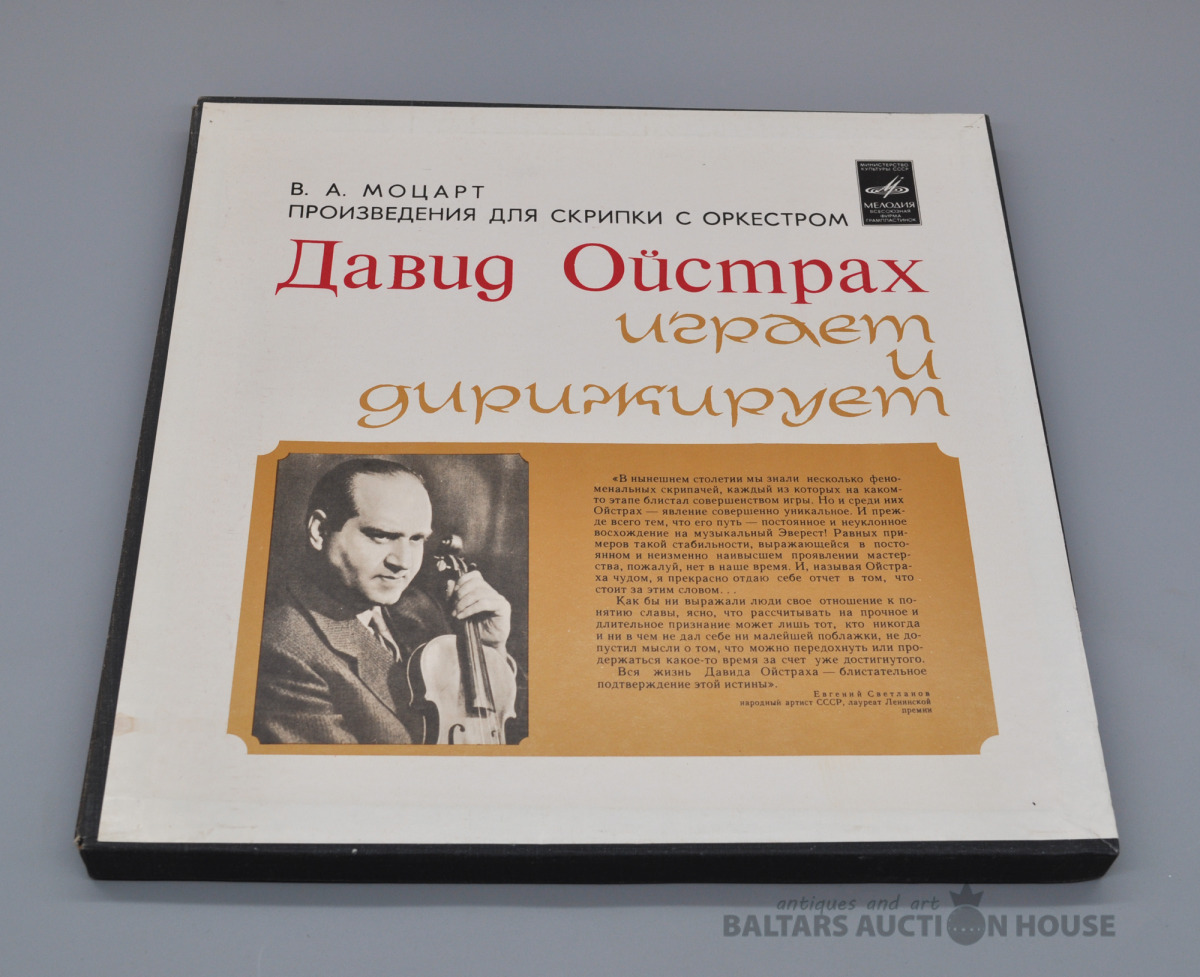 В. А. МОЦАРТ
ПРОИЗВЕДЕНИЯ ДЛЯ СКРИПКИ С ОРКЕСТРОМ
МИНИСТЕРСТВО
КУЛЬТУРЫ СССР
МЕЛОДИЯ
ВСЕСОЮЗНАЯ
ФИРМА
ГРАМПЛАСТИНОК
Давид Ойстрах
играет
и
дирижирует
«В нынешнем столетии мы знали несколько фено-
менальных скрипачей, каждый из которых на каком-
то этапе блистал совершенством игры. Но и среди них
Ойстрах — явление совершенно уникальное. И преж-
де всего тем, что его путь — постоянное и неуклонное
восхождение на музыкальный Эверест! Равных при-
меров такой стабильности, выражающейся в посто-
янном и неизменно наивысшем проявлении мастер-
ства, пожалуй, нет в наше время. И, называя Ойстра-
ха чудом, я прекрасно отдаю себе отчет в том, что
стоит за этим словом...
Как бы ни выражали люди свое отношение к по-
нятию славы, ясно, что рассчитывать на прочное и
длительное признание может лишь тот, кто никогда
и ни в чем не дал себе ни малейшей поблажки, не до-
пустил мысли о том, что можно передохнуть или про-
держаться какое-то время за счет уже достигнутого.
Вся жизнь Давида Ойстраха — блистательное
подтверждение этой истины».
Евгений Светланов
народный артист СССР, лауреат Ленинской
премии
antiques and art
BALTARS AUCTION HOUSE